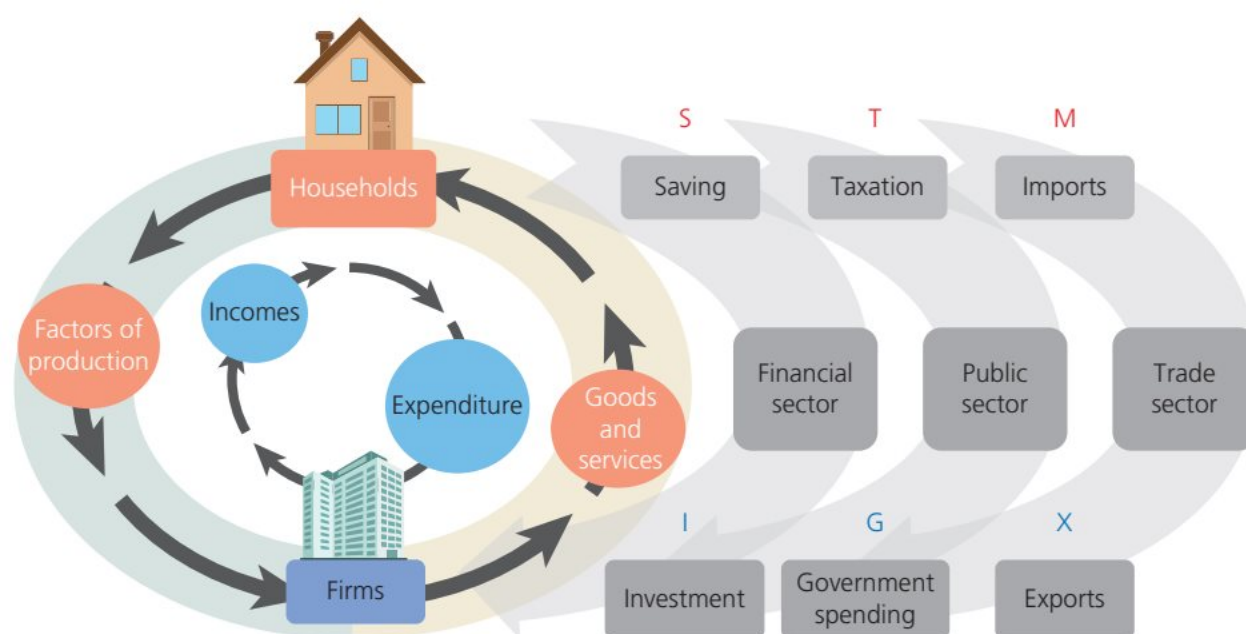 S
T
M
Saving
Taxation
Imports
Households
Incomes
Factors of
production
Expenditure
Goods
and
services
Financial
sector
Public
sector
Trade
sector
I
G
X
Firms
Investment
Government
spending
Exports